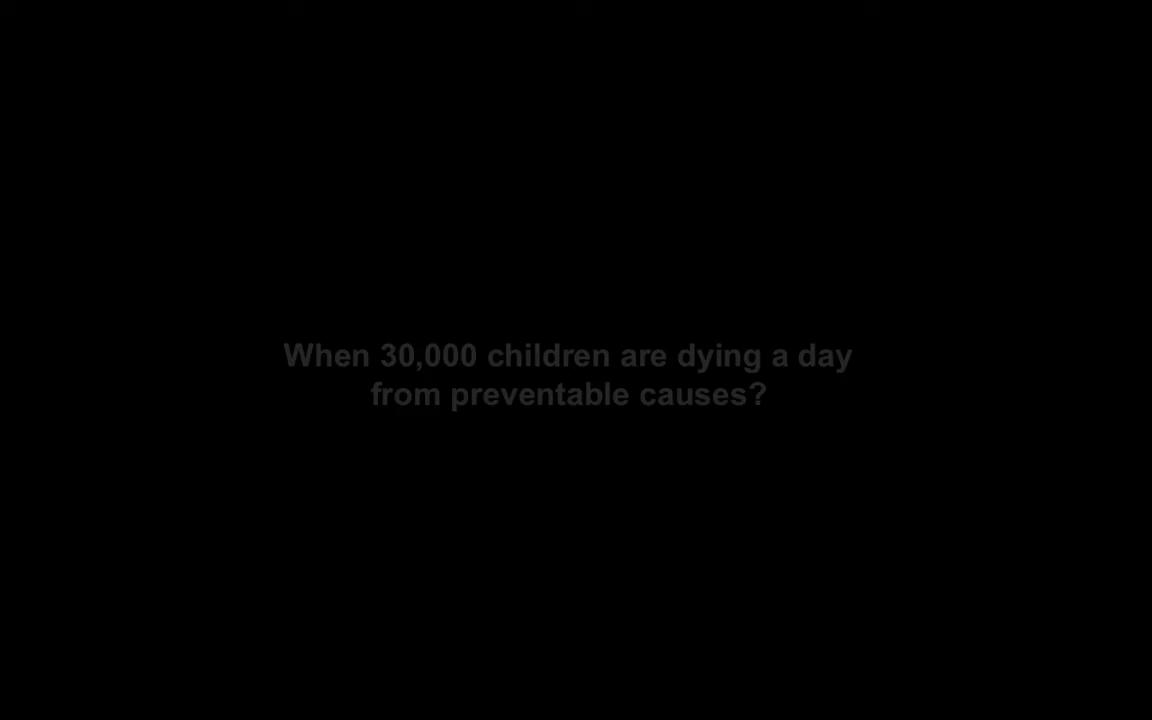 When 30,000 children are dying a day
from preventable causes?